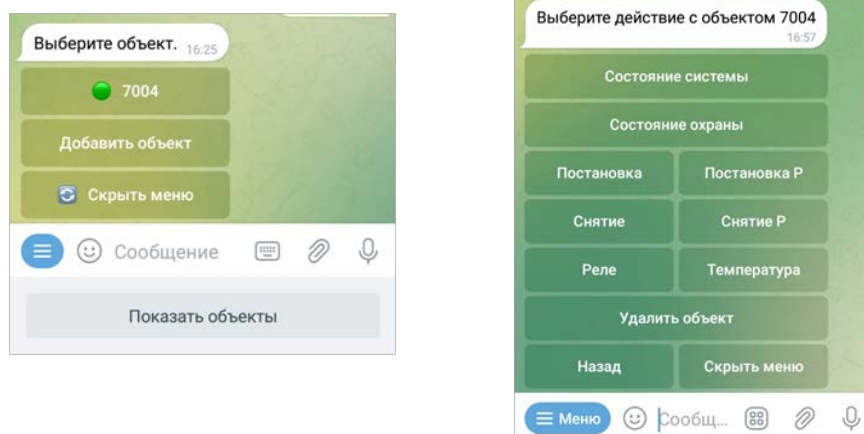 Выберите объект. 16:25
7004
Добавить объект
Скрыть меню
Сообщение
Показать объекты
Выберите действие с объектом 7004
16:57
Состояние системы
Состояние охраны
Постановка Постановка Р
Снятие Снятие Р
Реле Температура
Удалить объект
Назад Скрыть меню
Меню Сообщ...